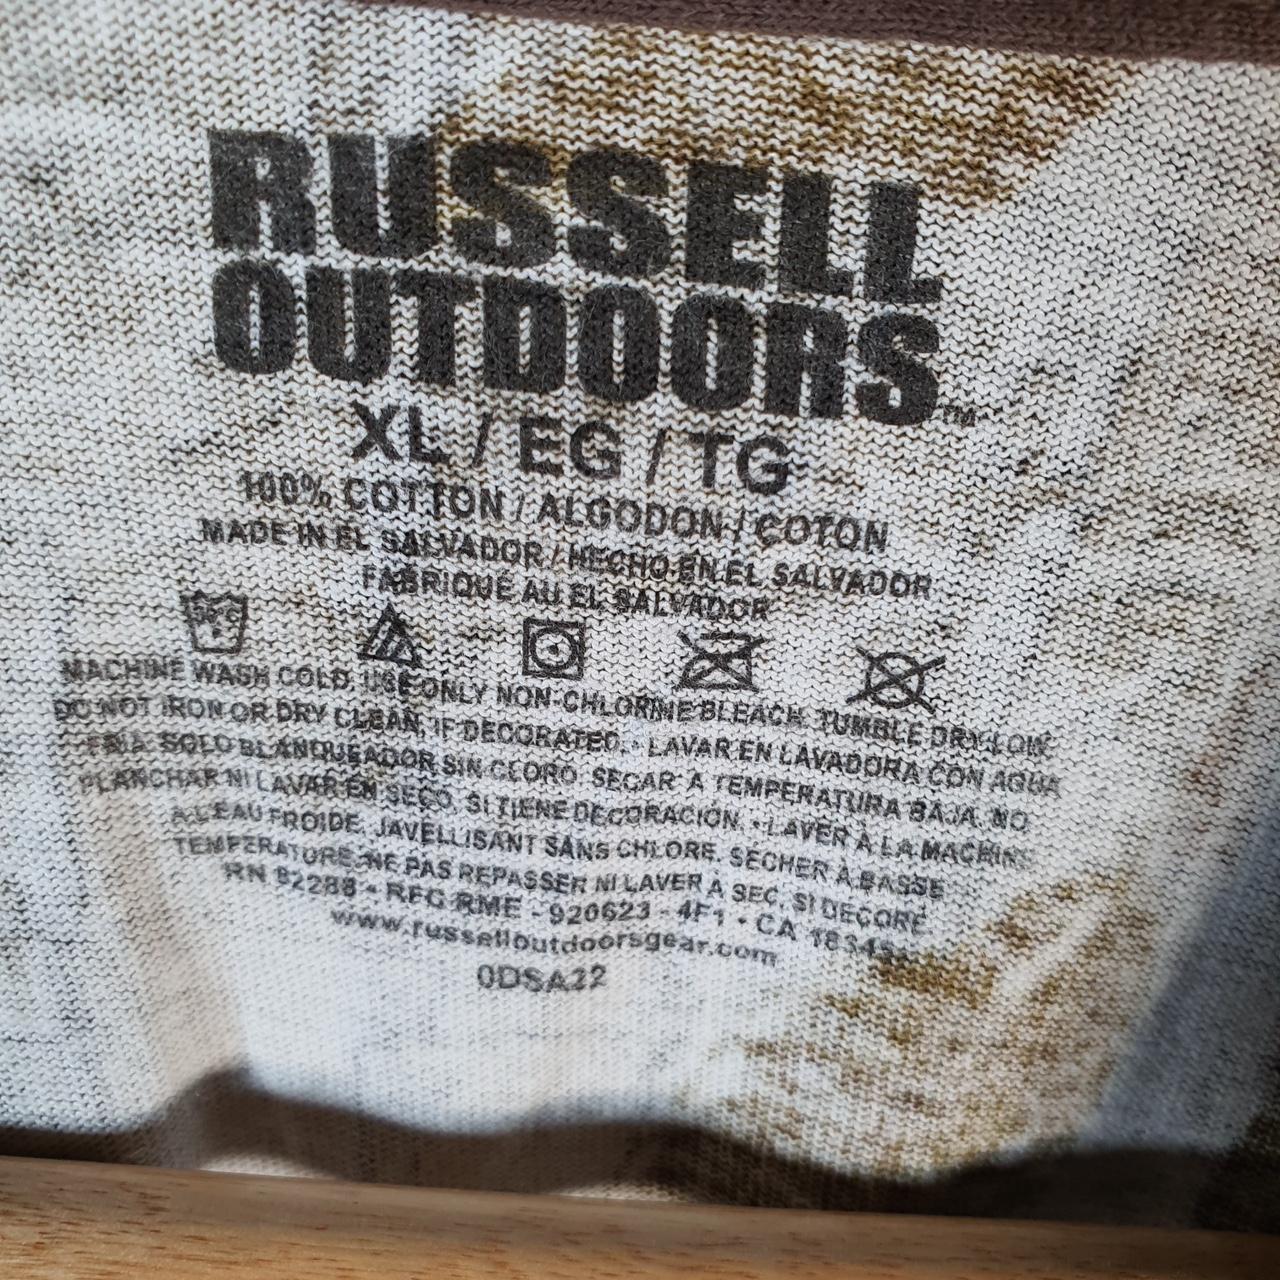 RUSSELL
OUTDOORS™
XL / EG / TG
100% COTTON / ALGODON / COTON
MADE IN EL SALVADOR / HECHO EN EL SALVADOR
FABRIQUÉ AU EL SALVADOR
30°C
MACHINE WASH COLD, USE ONLY NON-CHLORINE BLEACH. TUMBLE DRY LOW.
DO NOT IRON OR DRY CLEAN, IF DECORATED. • LAVAR EN LAVADORA CON AGUA
FRIA. SOLO BLANQUEADOR SIN CLORO. SECAR A TEMPERATURA BAJA. NO
PLANCHAR NI LAVAR EN SECO, SI TIENE DECORACION. • LAVER À LA MACHINE
A L'EAU FROIDE. JAVELLISANT SANS CHLORE. SÉCHER À BASSE
TEMPERATURE. NE PAS REPASSER NI LAVER À SEC, SI DÉCORÉ.
RN 82288 - RFG RME - 920623 - 4F1 • CA
www.russelloutdoorsgear.com
0DSA22